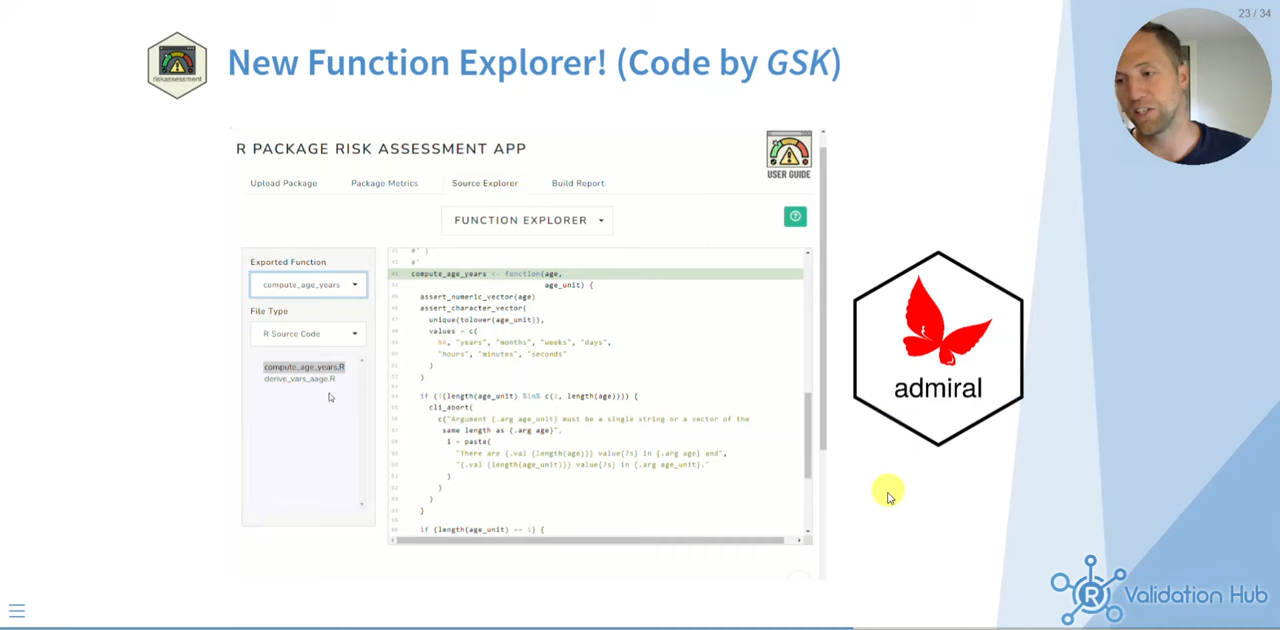 23 / 34
riskassessment
New Function Explorer! (Code by GSK)
R PACKAGE RISK ASSESSMENT APP
USER GUIDE
Upload Package
Package Metrics
Source Explorer
Build Report
FUNCTION EXPLORER
Exported Function
compute_age_years
File Type
R Source Code
compute_age_years.R
derive_vars_aage.R
#' }
#'
compute_age_years <- function(age,
age_unit) {
assert_numeric_vector(age)
assert_character_vector(
unique(tolower(age_unit)),
values = c(
NA, "years", "months", "weeks", "days",
"hours", "minutes", "seconds"
)
)
if (!(length(age_unit) %in% c(1, length(age)))) {
cli_abort(
c("Argument {.arg age_unit} must be a single string or a vector of the
same length as {.arg age}",
i = paste(
"There are {.val {length(age)}} value{?s} in {.arg age} and",
"{.val {length(age_unit)}} value{?s} in {.arg age_unit}."
)
)
)
}
if (length(age_unit) == 1) {
admiral
R Validation Hub